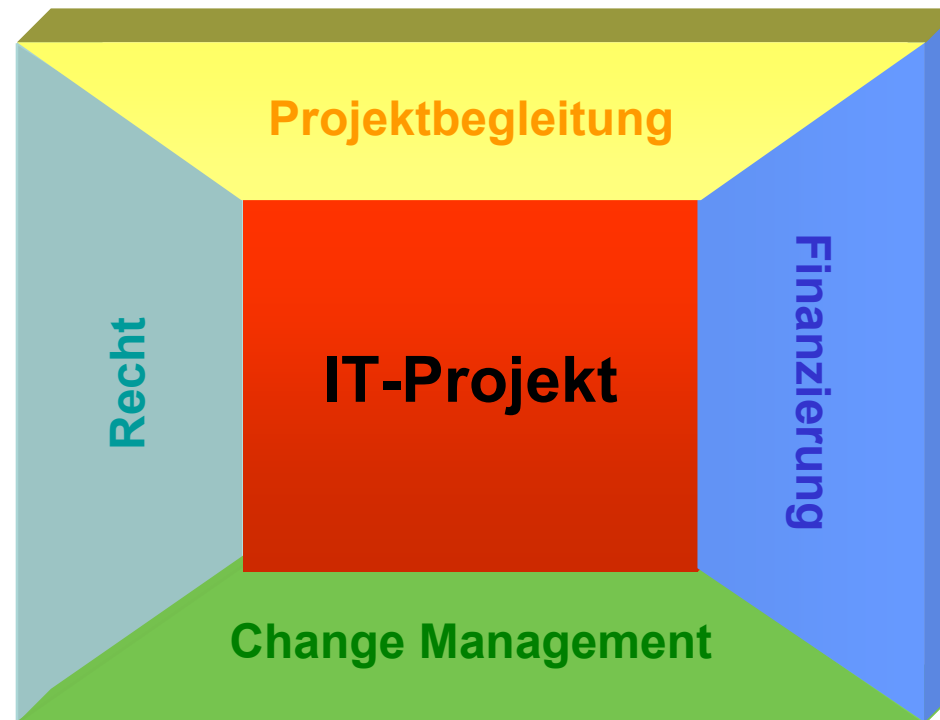 Projektbegleitung
Recht
IT-Projekt
Finanzierung
Change Management